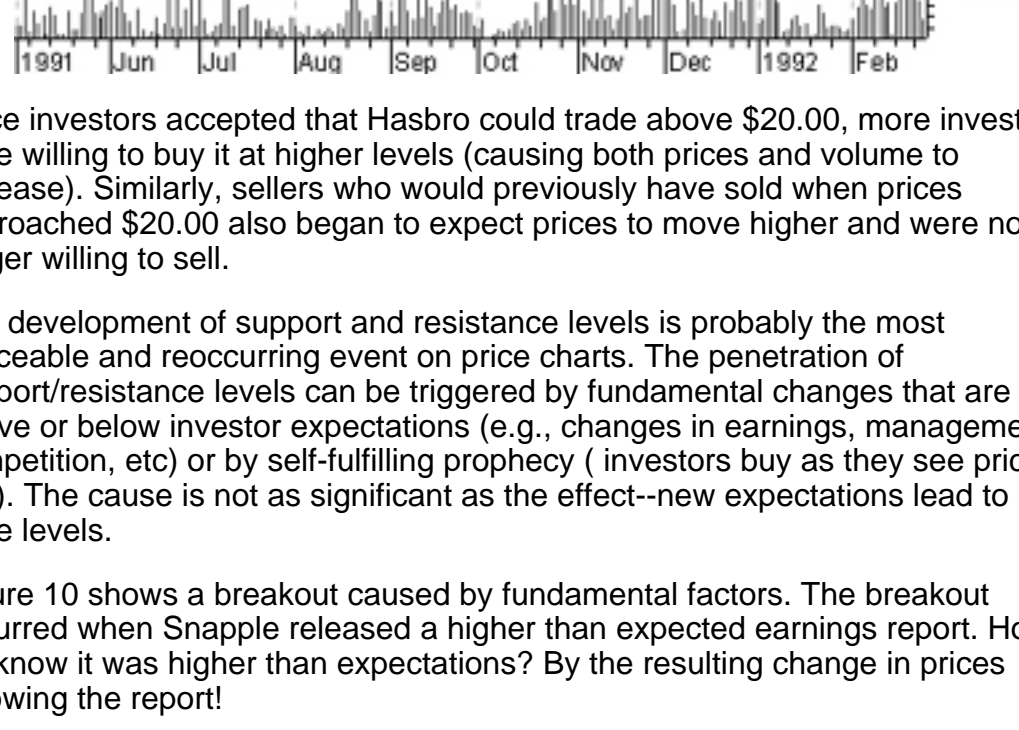 1991 Jun Jul Aug Sep Oct Nov Dec 1992 Feb
ce investors accepted that Hasbro could trade above $20.00, more invest
e willing to buy it at higher levels (causing both prices and volume to
ease). Similarly, sellers who would previously have sold when prices
roached $20.00 also began to expect prices to move higher and were no
ger willing to sell.
development of support and resistance levels is probably the most
ceable and reoccurring event on price charts. The penetration of
port/resistance levels can be triggered by fundamental changes that are
ve or below investor expectations (e.g., changes in earnings, manageme
mpetition, etc) or by self-fulfilling prophecy ( investors buy as they see pric
). The cause is not as significant as the effect--new expectations lead to
e levels.
ure 10 shows a breakout caused by fundamental factors. The breakout
urred when Snapple released a higher than expected earnings report. Ho
know it was higher than expectations? By the resulting change in prices
owing the report!